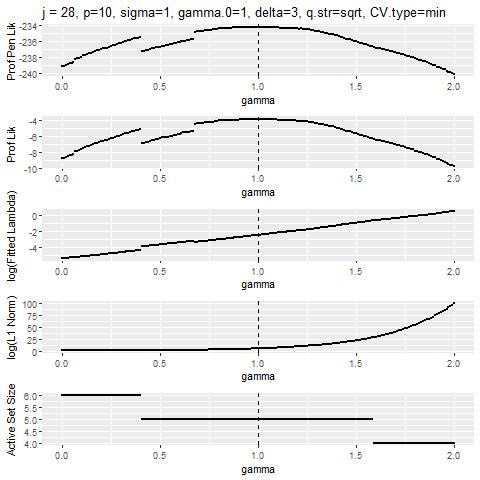 j = 28, p=10, sigma=1, gamma.0=1, delta=3, q.str=sqrt, CV.type=min
Prof Pen Lik
-234
-236
-238
-240
0.0 0.5 1.0 1.5 2.0
gamma
Prof Lik
-4
-6
-8
-10
0.0 0.5 1.0 1.5 2.0
gamma
log(Fitted Lambda)
0
-2
-4
0.0 0.5 1.0 1.5 2.0
gamma
log(L1 Norm)
100
75
50
25
0
0.0 0.5 1.0 1.5 2.0
gamma
Active Set Size
6.0
5.5
5.0
4.5
4.0
0.0 0.5 1.0 1.5 2.0
gamma